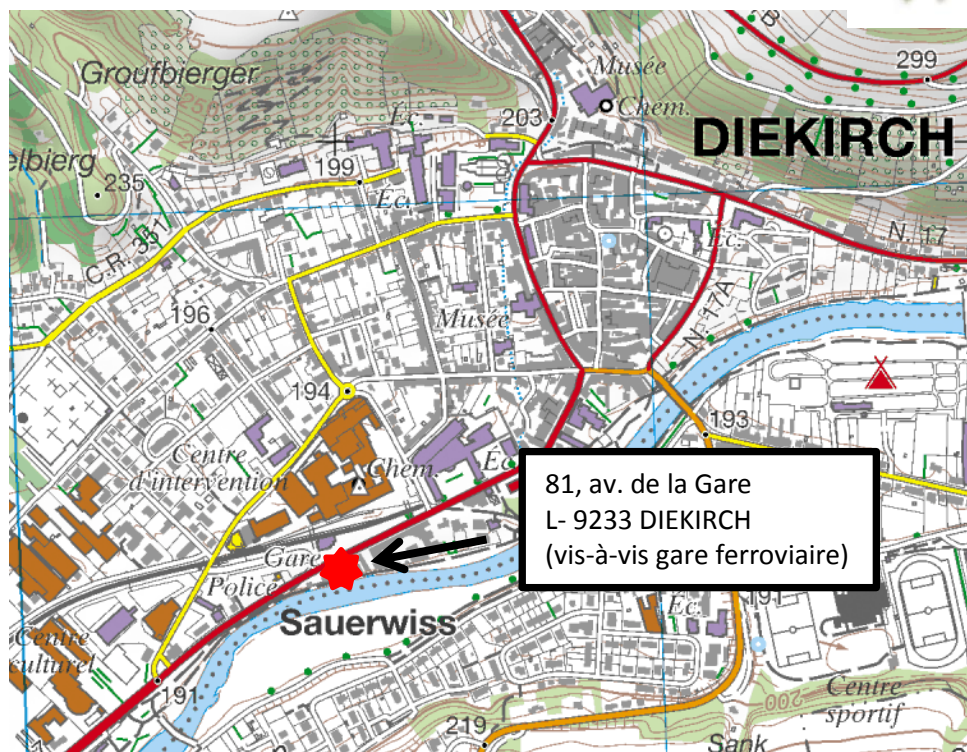 Groufbierger
Musée
299
Chem.
203
Éc.
DIEKIRCH
elbierg
235
199
Éc.
N. 17
Éc.
C.R. 351
196
Musée
N. 17A
194
193
Centre
d'intervention
Chem.
Éc.
81, av. de la Gare
L- 9233 DIEKIRCH
(vis-à-vis gare ferroviaire)
Gare
Police
Sauerwiss
Éc.
191
Centre
culturel
191
Centre
sportif
200
219
Sank